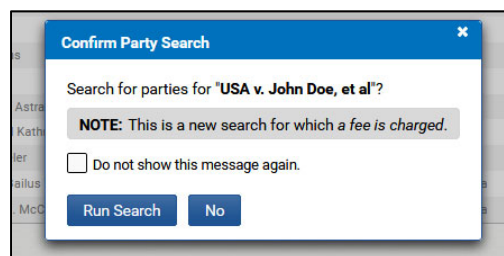 Confirm Party Search
Search for parties for "USA v. John Doe, et al"?
NOTE: This is a new search for which a fee is charged.
Do not show this message again.
Run Search No